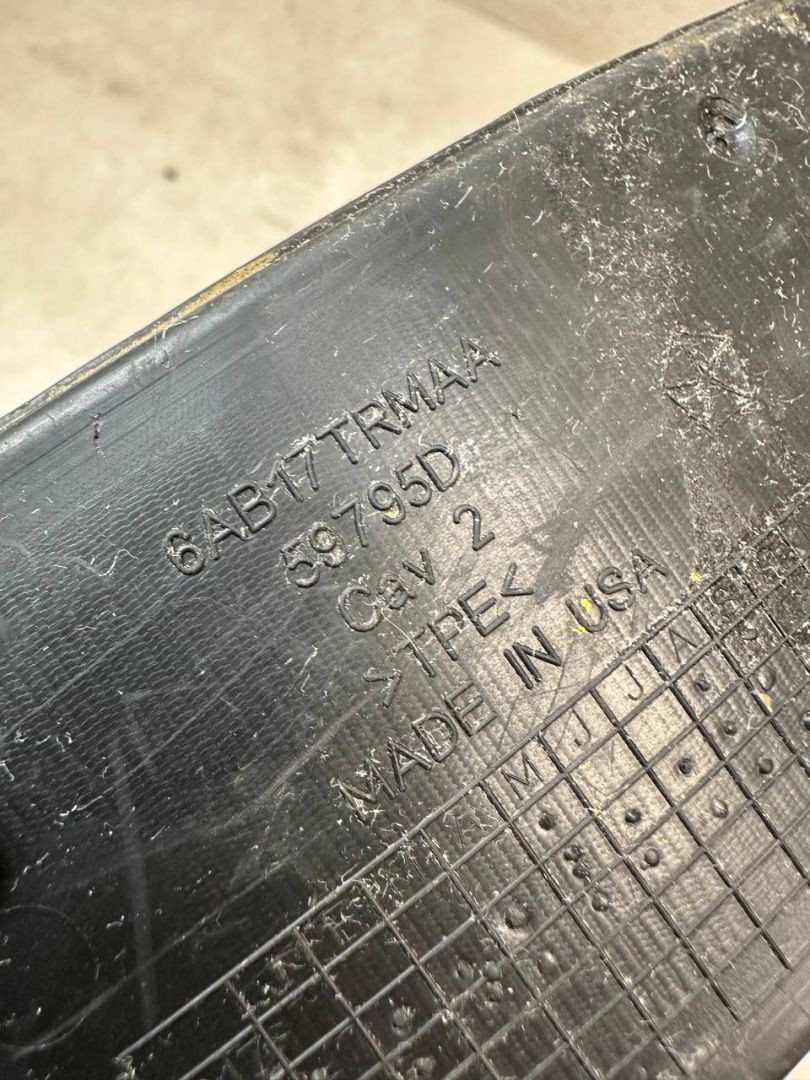 6AB17TRMAA
59795D
Cav 2
>TPE<
MADE IN USA
A M J J A S